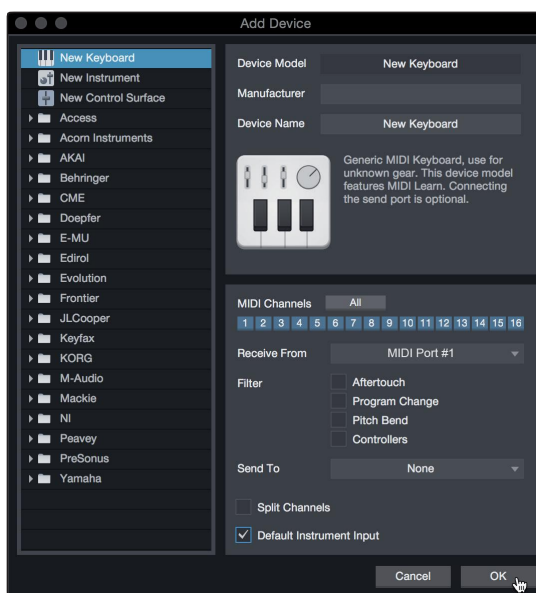 Add Device
New Keyboard
New Instrument
New Control Surface
Access
Acorn Instruments
AKAI
Behringer
CME
Doepfer
E-MU
Edirol
Evolution
Frontier
JLCooper
Keyfax
KORG
M-Audio
Mackie
NI
Peavey
PreSonus
Yamaha
Device Model New Keyboard
Manufacturer
Device Name New Keyboard
Generic MIDI Keyboard, use for
unknown gear. This device model
features MIDI Learn. Connecting
the send port is optional.
MIDI Channels All
1 2 3 4 5 6 7 8 9 10 11 12 13 14 15 16
Receive From MIDI Port #1
Filter Aftertouch
Program Change
Pitch Bend
Controllers
Send To None
Split Channels
Default Instrument Input
Cancel OK